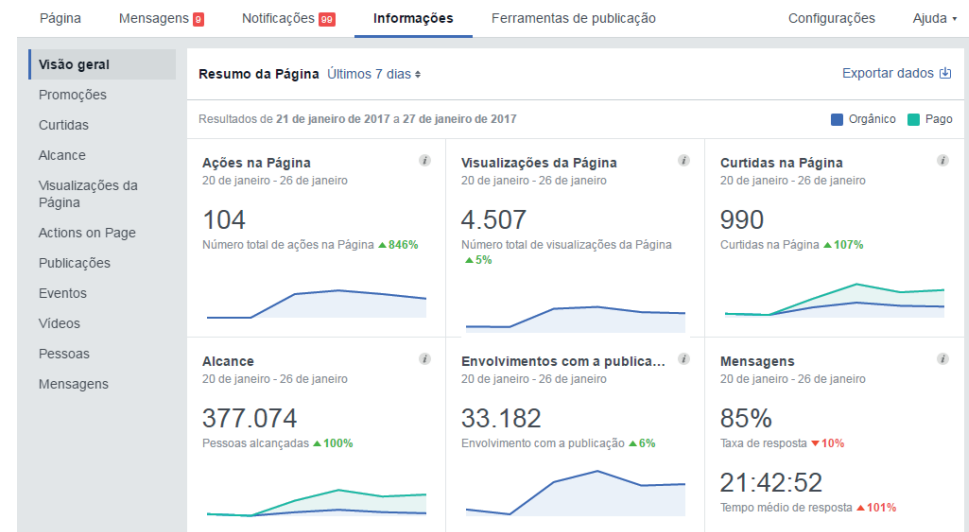 Página Mensagens 9 Notificações 99 Informações Ferramentas de publicação Configurações Ajuda
Visão geral
Promoções
Curtidas
Alcance
Visualizações da
Página
Actions on Page
Publicações
Eventos
Vídeos
Pessoas
Mensagens
Resumo da Página Últimos 7 dias Exportar dados
Resultados de 21 de janeiro de 2017 a 27 de janeiro de 2017 Orgânico Pago
Ações na Página
20 de janeiro - 26 de janeiro
104
Número total de ações na Página ▲846%
Visualizações da Página
20 de janeiro - 26 de janeiro
4.507
Número total de visualizações da Página
▲5%
Curtidas na Página
20 de janeiro - 26 de janeiro
990
Curtidas na Página ▲107%
Alcance
20 de janeiro - 26 de janeiro
377.074
Pessoas alcançadas ▲100%
Envolvimentos com a publica...
20 de janeiro - 26 de janeiro
33.182
Envolvimento com a publicação ▲6%
Mensagens
20 de janeiro - 26 de janeiro
85%
Taxa de resposta ▼10%
21:42:52
Tempo médio de resposta ▲101%